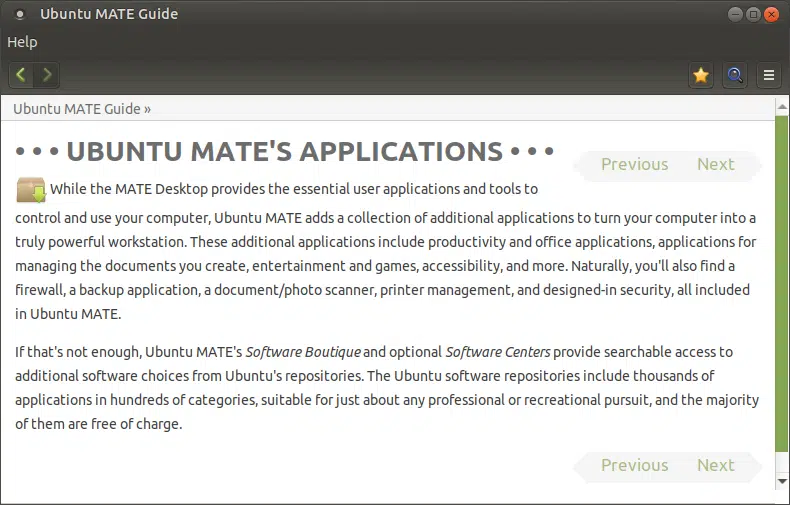 Ubuntu MATE Guide
Help
Ubuntu MATE Guide »
• • • UBUNTU MATE'S APPLICATIONS • • •
Previous Next
While the MATE Desktop provides the essential user applications and tools to
control and use your computer, Ubuntu MATE adds a collection of additional applications to turn your computer into a
truly powerful workstation. These additional applications include productivity and office applications, applications for
managing the documents you create, entertainment and games, accessibility, and more. Naturally, you'll also find a
firewall, a backup application, a document/photo scanner, printer management, and designed-in security, all included
in Ubuntu MATE.
If that's not enough, Ubuntu MATE's Software Boutique and optional Software Centers provide searchable access to
additional software choices from Ubuntu's repositories. The Ubuntu software repositories include thousands of
applications in hundreds of categories, suitable for just about any professional or recreational pursuit, and the majority
of them are free of charge.
Previous Next